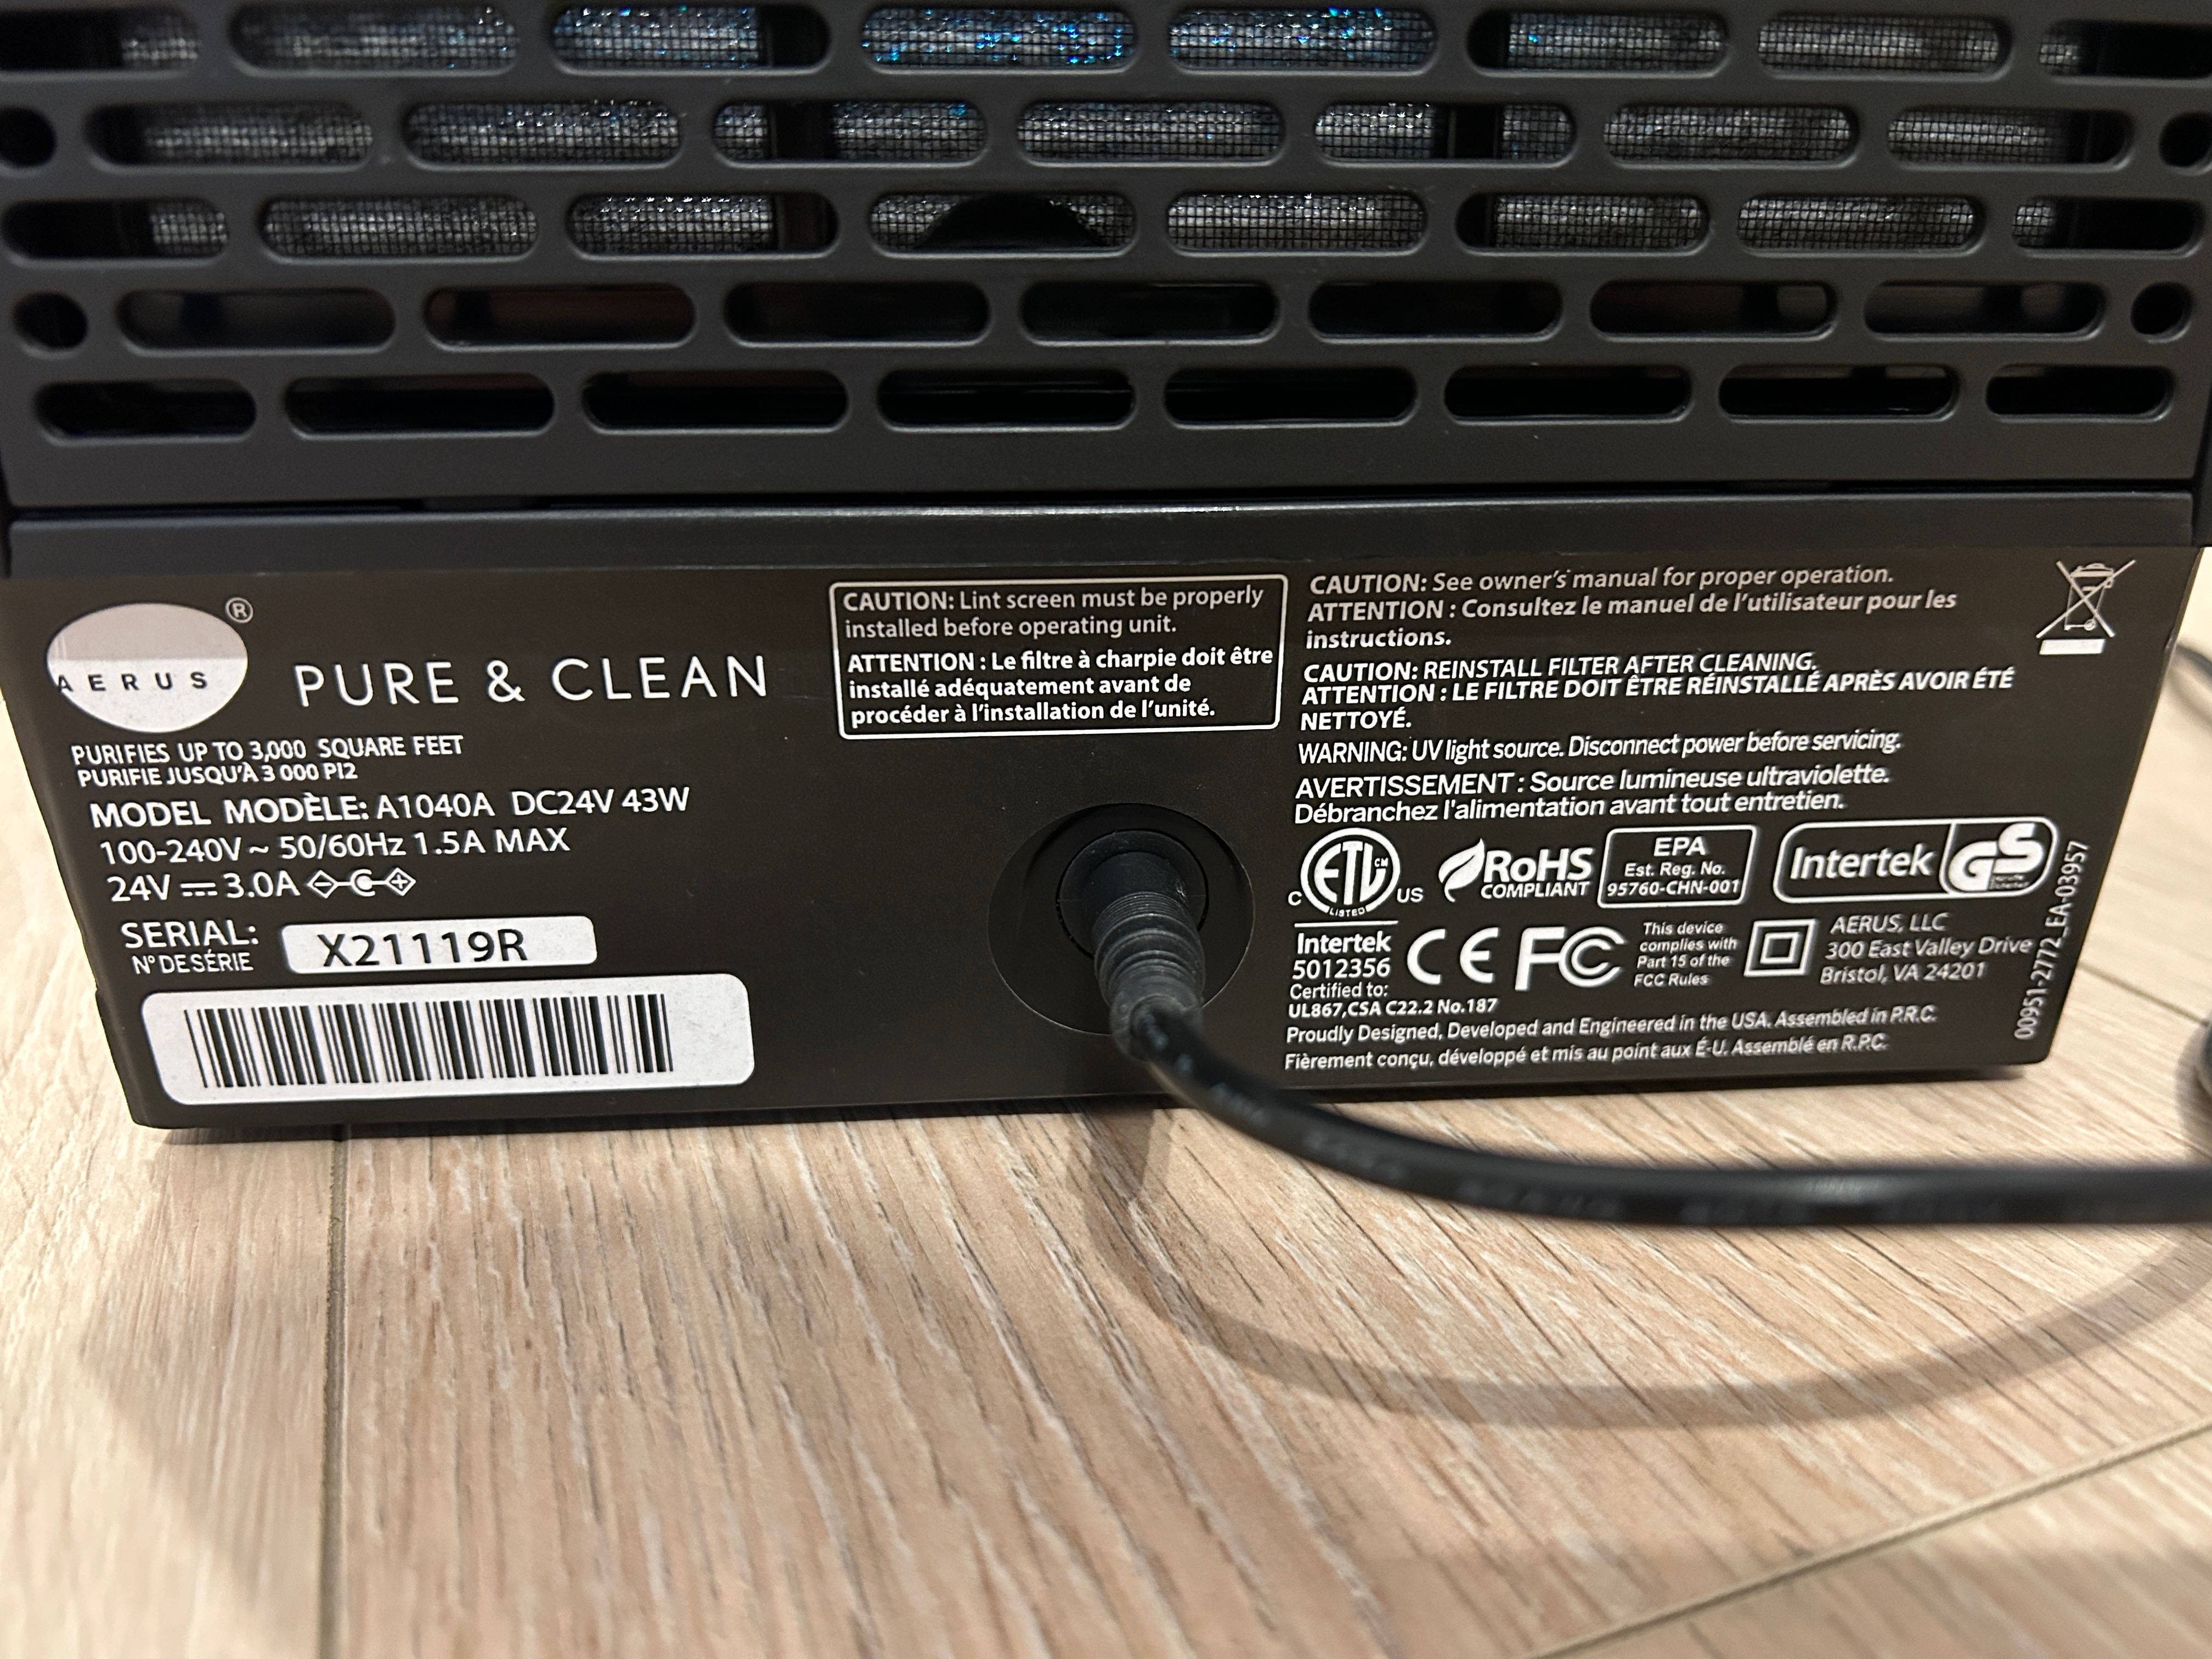 AERUS ®
PURE & CLEAN
PURIFIES UP TO 3,000 SQUARE FEET
PURIFIE JUSQU'À 3 000 PI2
MODEL MODÈLE: A1040A DC24V 43W
100-240V ~ 50/60Hz 1.5A MAX
24V 3.0A
SERIAL:
N° DE SÉRIE
X21119R
CAUTION: Lint screen must be properly
installed before operating unit.
ATTENTION : Le filtre à charpie doit être
installé adéquatement avant de
procéder à l'installation de l'unité.
CAUTION: See owner's manual for proper operation.
ATTENTION : Consultez le manuel de l'utilisateur pour les
instructions.
CAUTION: REINSTALL FILTER AFTER CLEANING.
ATTENTION : LE FILTRE DOIT ÊTRE RÉINSTALLÉ APRÈS AVOIR ÉTÉ
NETTOYÉ.
WARNING: UV light source. Disconnect power before servicing.
AVERTISSEMENT : Source lumineuse ultraviolette.
Débranchez l'alimentation avant tout entretien.
C ETL CM US
LISTED
Intertek
5012356
Certified to:
UL867,CSA C22.2 No.187
RoHS
COMPLIANT
EPA
Est. Reg. No.
95760-CHN-001
Intertek GS
CE FC
This device
complies with
Part 15 of the
FCC Rules
AERUS, LLC
300 East Valley Drive
Bristol, VA 24201
Proudly Designed, Developed and Engineered in the USA. Assembled in P.R.C.
Fièrement conçu, développé et mis au point aux É-U. Assemblé en R.P.C.
00951-2772_EA-03957